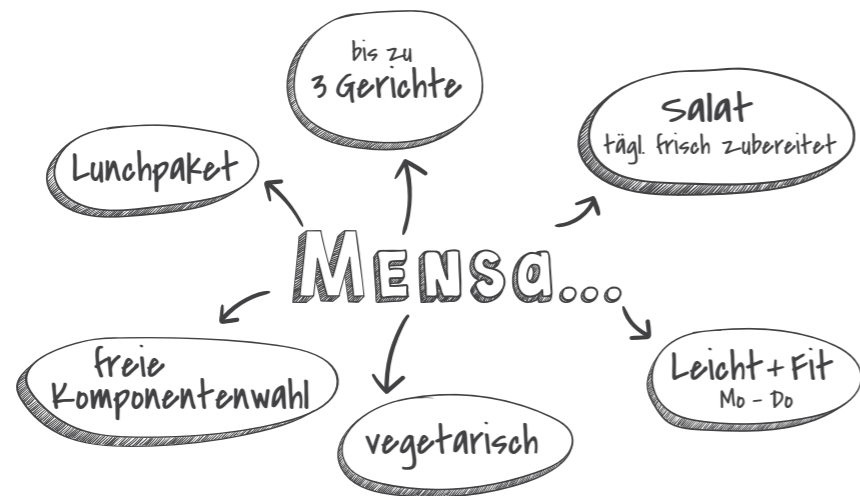 bis zu
3 Gerichte
Salat
tägl. frisch zubereitet
Lunchpaket
Mensa...
freie
Komponentenwahl
Leicht + Fit
Mo - Do
vegetarisch